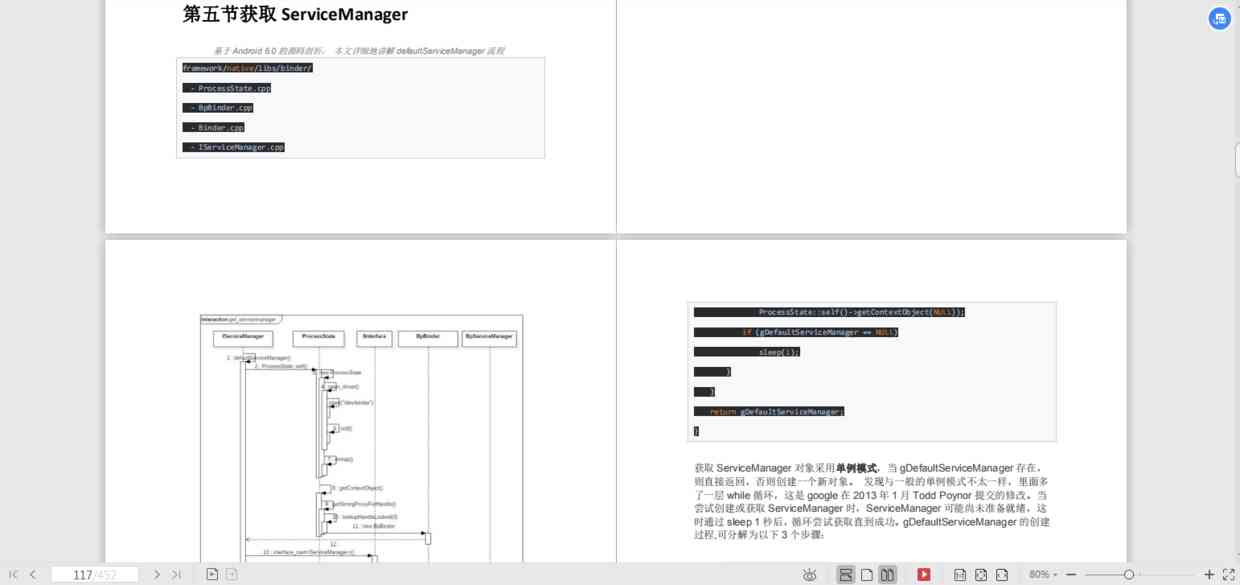 第五节获取 ServiceManager
基于 Android 6.0 的源码剖析， 本文详细地讲解 defaultServiceManager 流程
framework/native/libs/binder/
- ProcessState.cpp
- BpBinder.cpp
- Binder.cpp
- IServiceManager.cpp
interaction get_servicemanager
IServiceManager
ProcessState
IInterface
BpBinder
BpServiceManager
1 : defaultServiceManager()
2 : ProcessState::self()
new ProcessState
open_driver()
open("/dev/binder")
ioctl()
mmap()
8 : getContextObject()
getStrongProxyForHandle()
10 : lookupHandleLocked(0)
11 : new BpBinder
12 :
13 : interface_cast<IServiceManager>()
ProcessState::self()->getContextObject(NULL));
if (gDefaultServiceManager == NULL)
sleep(1);
}
}
return gDefaultServiceManager;
}
获取 ServiceManager 对象采用单例模式，当 gDefaultServiceManager 存在，
则直接返回，否则创建一个新对象。 发现与一般的单例模式不太一样，里面多
了一层 while 循环，这是 google 在 2013 年 1 月 Todd Poynor 提交的修改。当
尝试创建或获取 ServiceManager 时，ServiceManager 可能尚未准备就绪，这
时通过 sleep 1 秒后，循环尝试获取直到成功。gDefaultServiceManager 的创建
过程,可分解为以下 3 个步骤：
117/452
80%